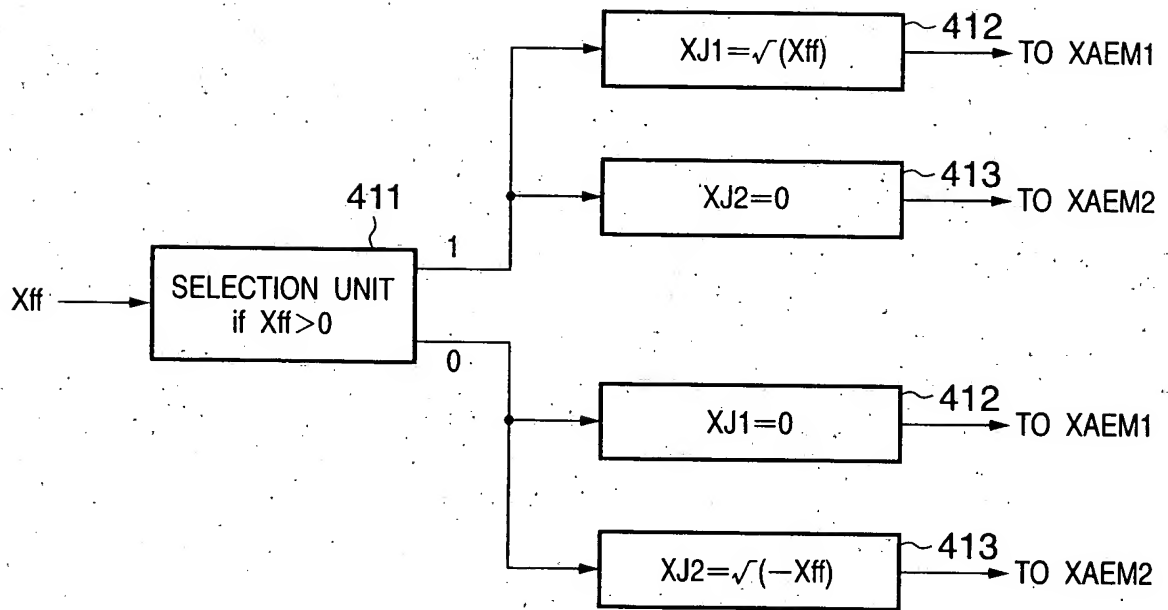 412
XJ1=√(Xff)
TO XAEM1
413
XJ2=0
TO XAEM2
411
1
Xff
SELECTION UNIT
if Xff>0
0
412
XJ1=0
TO XAEM1
413
XJ2=√(−Xff)
TO XAEM2